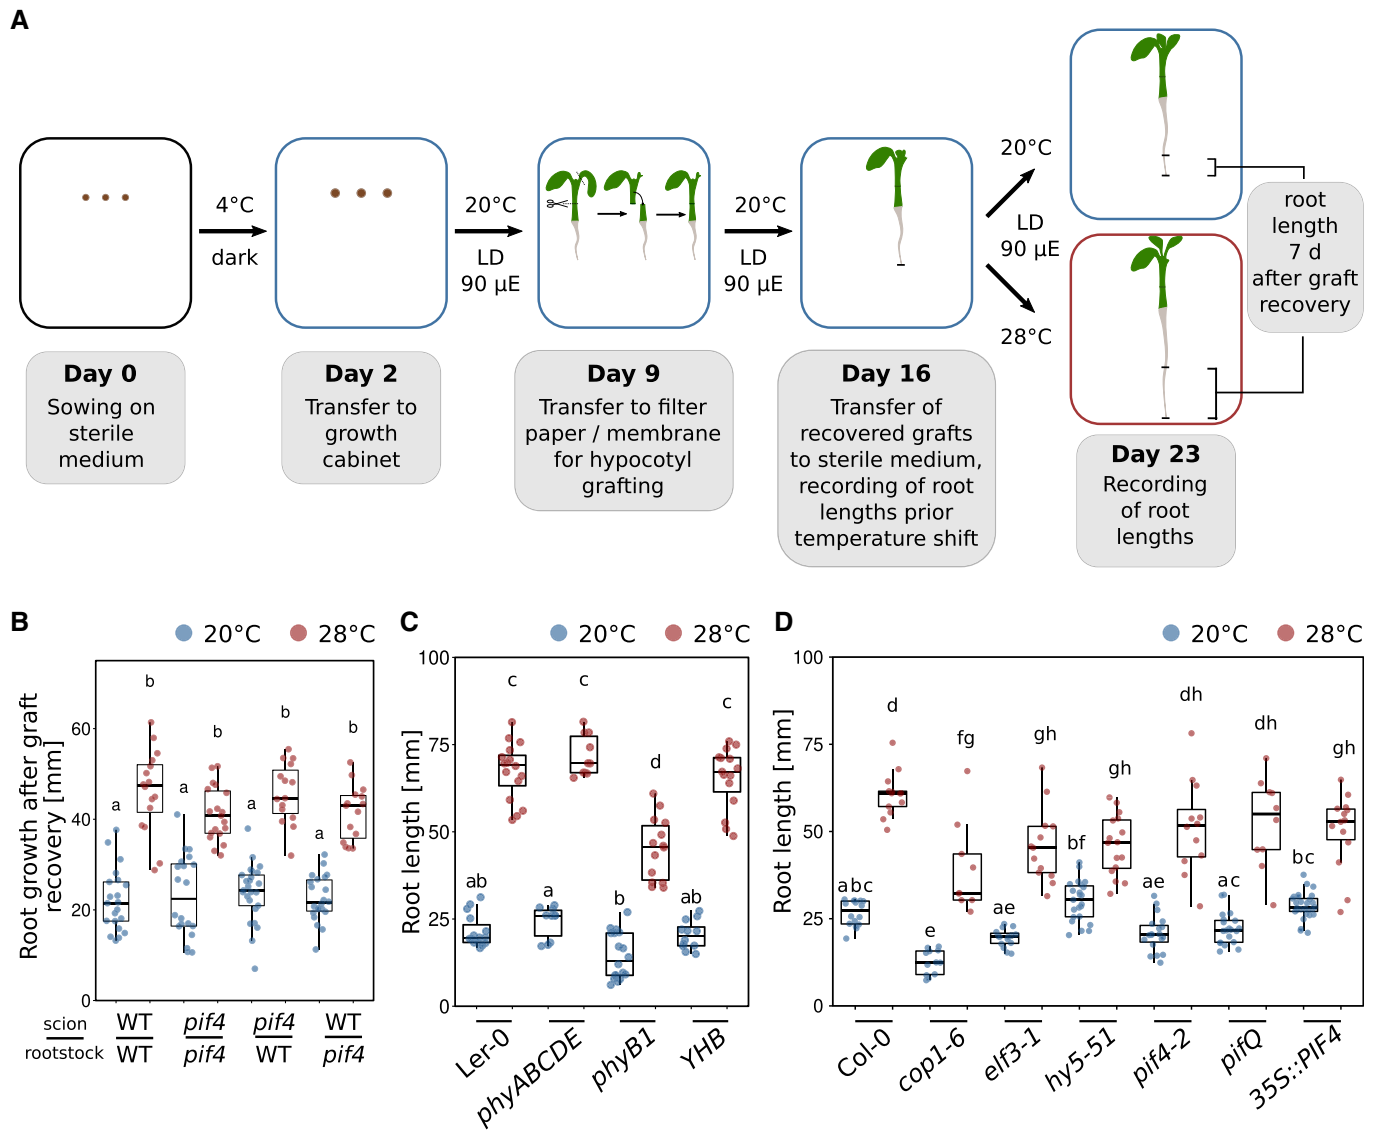 A
4°C
dark
20°C
LD
90 µE
20°C
LD
90 µE
20°C
LD
90 µE
28°C
root
length
7 d
after graft
recovery
Day 0
Sowing on
sterile
medium
Day 2
Transfer to
growth
cabinet
Day 9
Transfer to filter
paper / membrane
for hypocotyl
grafting
Day 16
Transfer of
recovered grafts
to sterile medium,
recording of root
lengths prior
temperature shift
Day 23
Recording
of root
lengths
B
20°C 28°C
Root growth after graft
recovery [mm]
60
40
20
0
a b a b a b a b
scion WT pif4 pif4 WT
rootstock WT pif4 WT pif4
C
20°C 28°C
Root length [mm]
100
75
50
25
0
ab c a c b d ab c
Ler-0
phyABCDE
phyB1
YHB
D
20°C 28°C
Root length [mm]
100
75
50
25
0
abc d e fg ae gh bf gh ae dh ac dh bc gh
Col-0
cop1-6
elf3-1
hy5-51
pif4-2
pifQ
35S::PIF4